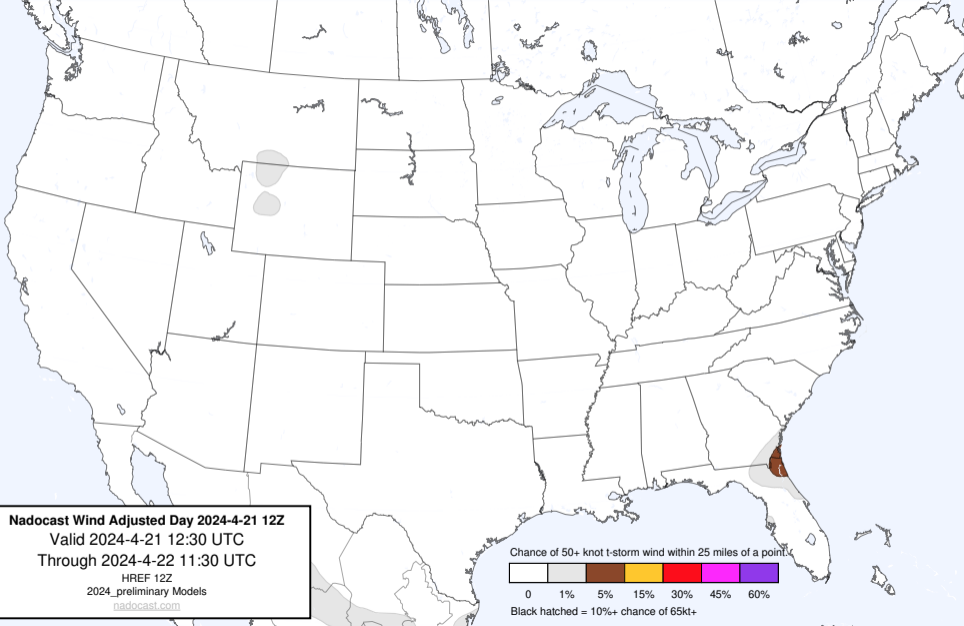 Nadocast Wind Adjusted Day 2024-4-21 12Z
Valid 2024-4-21 12:30 UTC
Through 2024-4-22 11:30 UTC
HREF 12Z
2024_preliminary Models
nadocast.com
Chance of 50+ knot t-storm wind within 25 miles of a point.
0 1% 5% 15% 30% 45% 60%
Black hatched = 10%+ chance of 65kt+